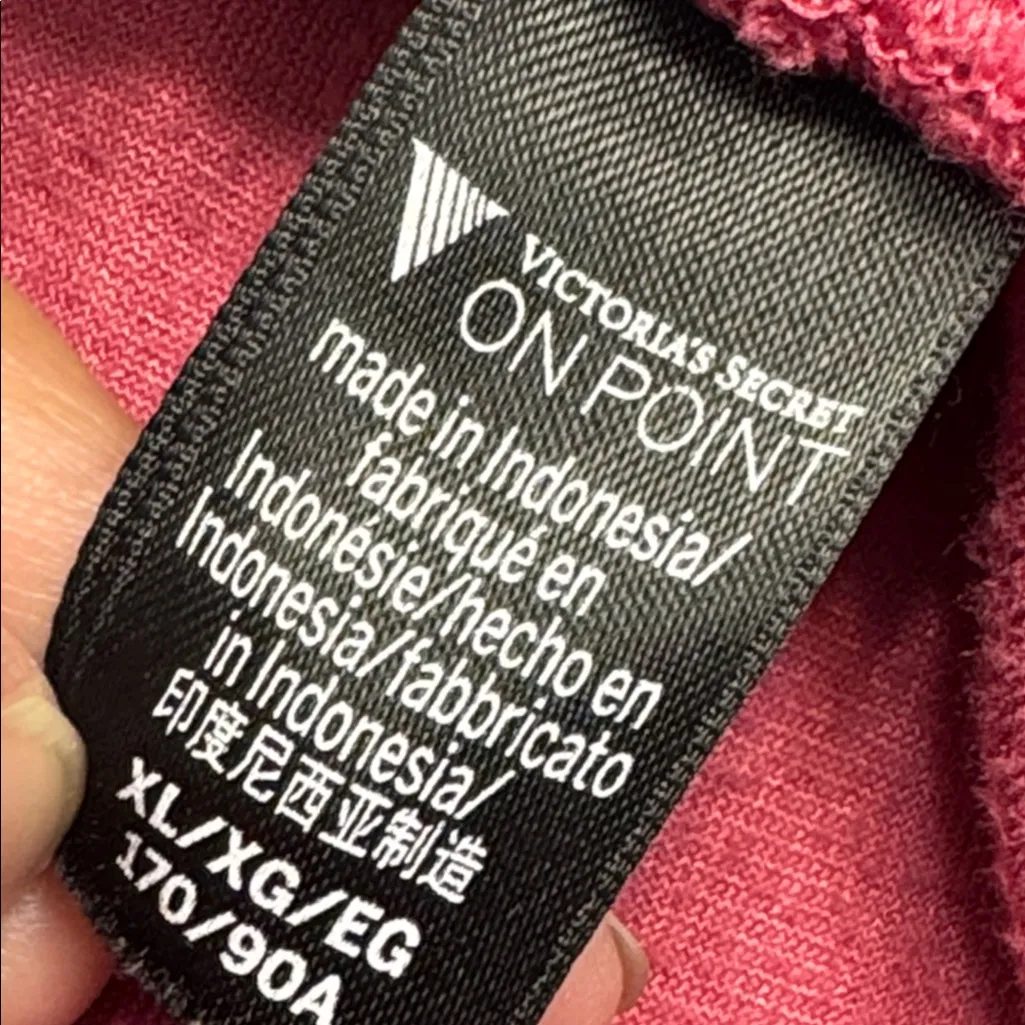 VICTORIA'S SECRET
ON POINT
made in Indonesia/
fabriqué en
Indonésie/hecho en
Indonesia/fabbricato
in Indonesia/
印度尼西亚制造
XL/XG/EG
170/90A